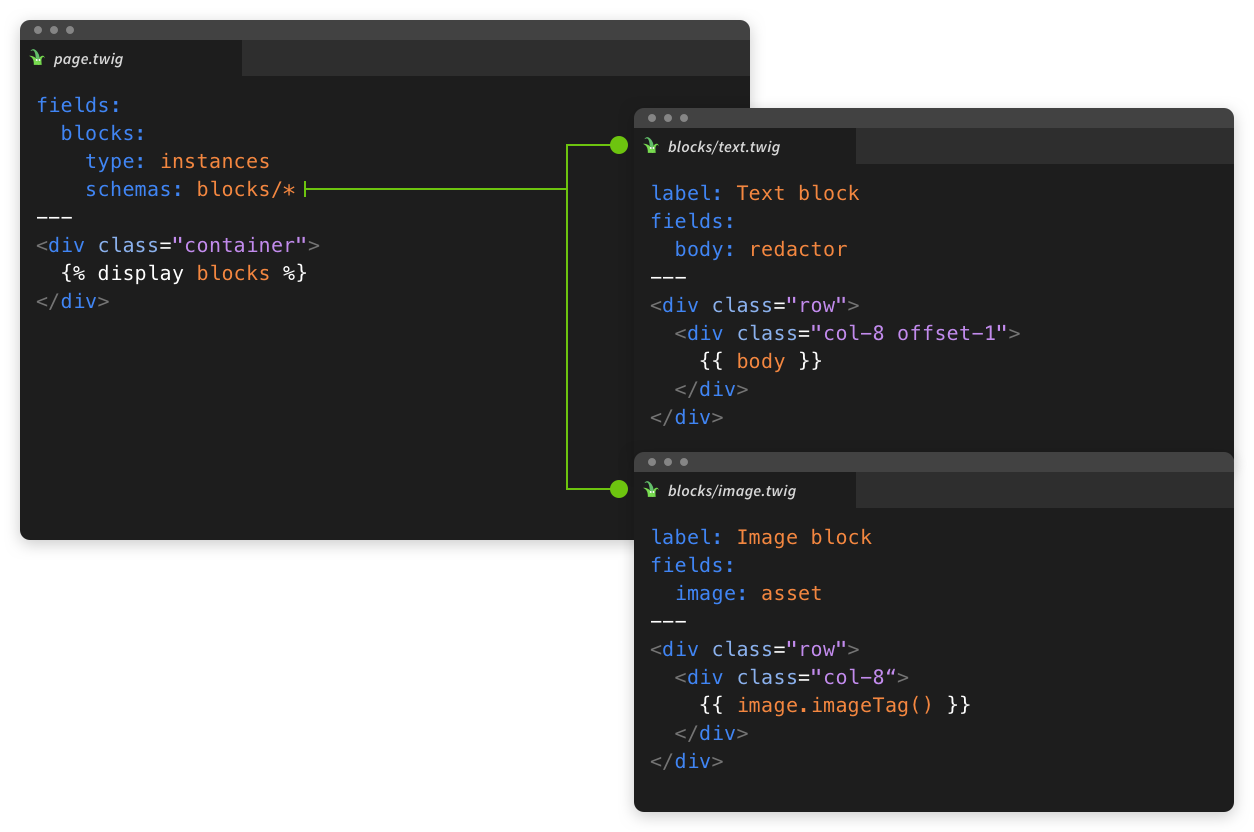 page.twig
fields:
  blocks:
    type: instances
    schemas: blocks/*
---
<div class="container">
  {% display blocks %}
</div>
blocks/text.twig
label: Text block
fields:
  body: redactor
---
<div class="row">
  <div class="col-8 offset-1">
    {{ body }}
  </div>
</div>
blocks/image.twig
label: Image block
fields:
  image: asset
---
<div class="row">
  <div class="col-8“>
    {{ image.imageTag() }}
  </div>
</div>